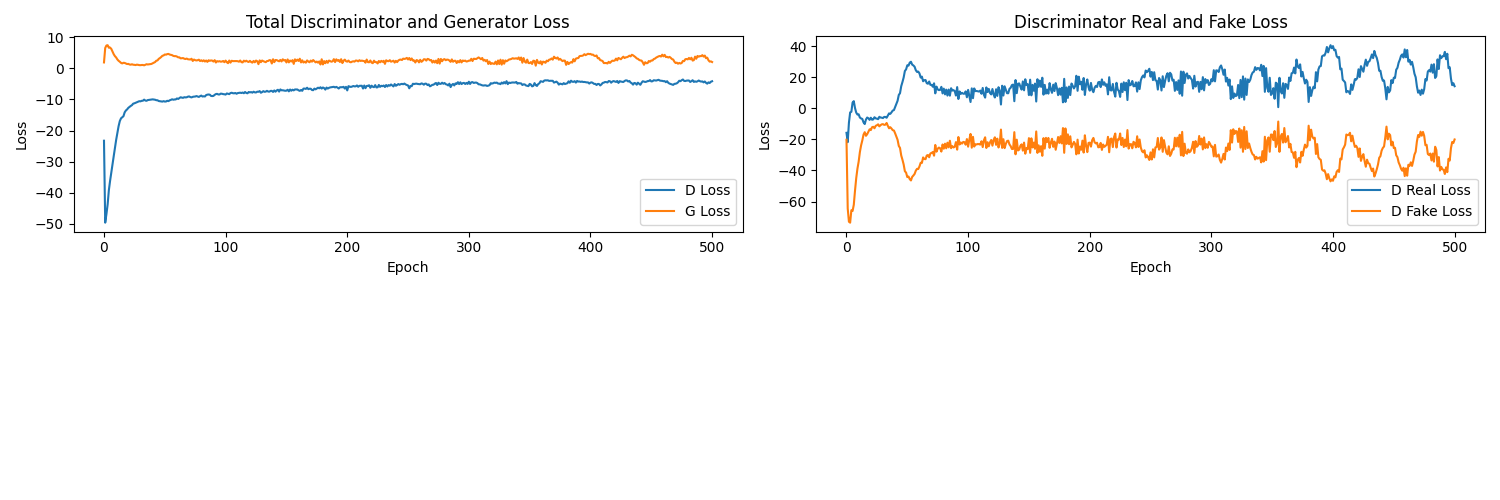 Total Discriminator and Generator Loss
10
0
−10
−20
−30
−40
−50
Loss
0 100 200 300 400 500
Epoch
D Loss
G Loss
Discriminator Real and Fake Loss
40
20
0
−20
−40
−60
Loss
0 100 200 300 400 500
Epoch
D Real Loss
D Fake Loss